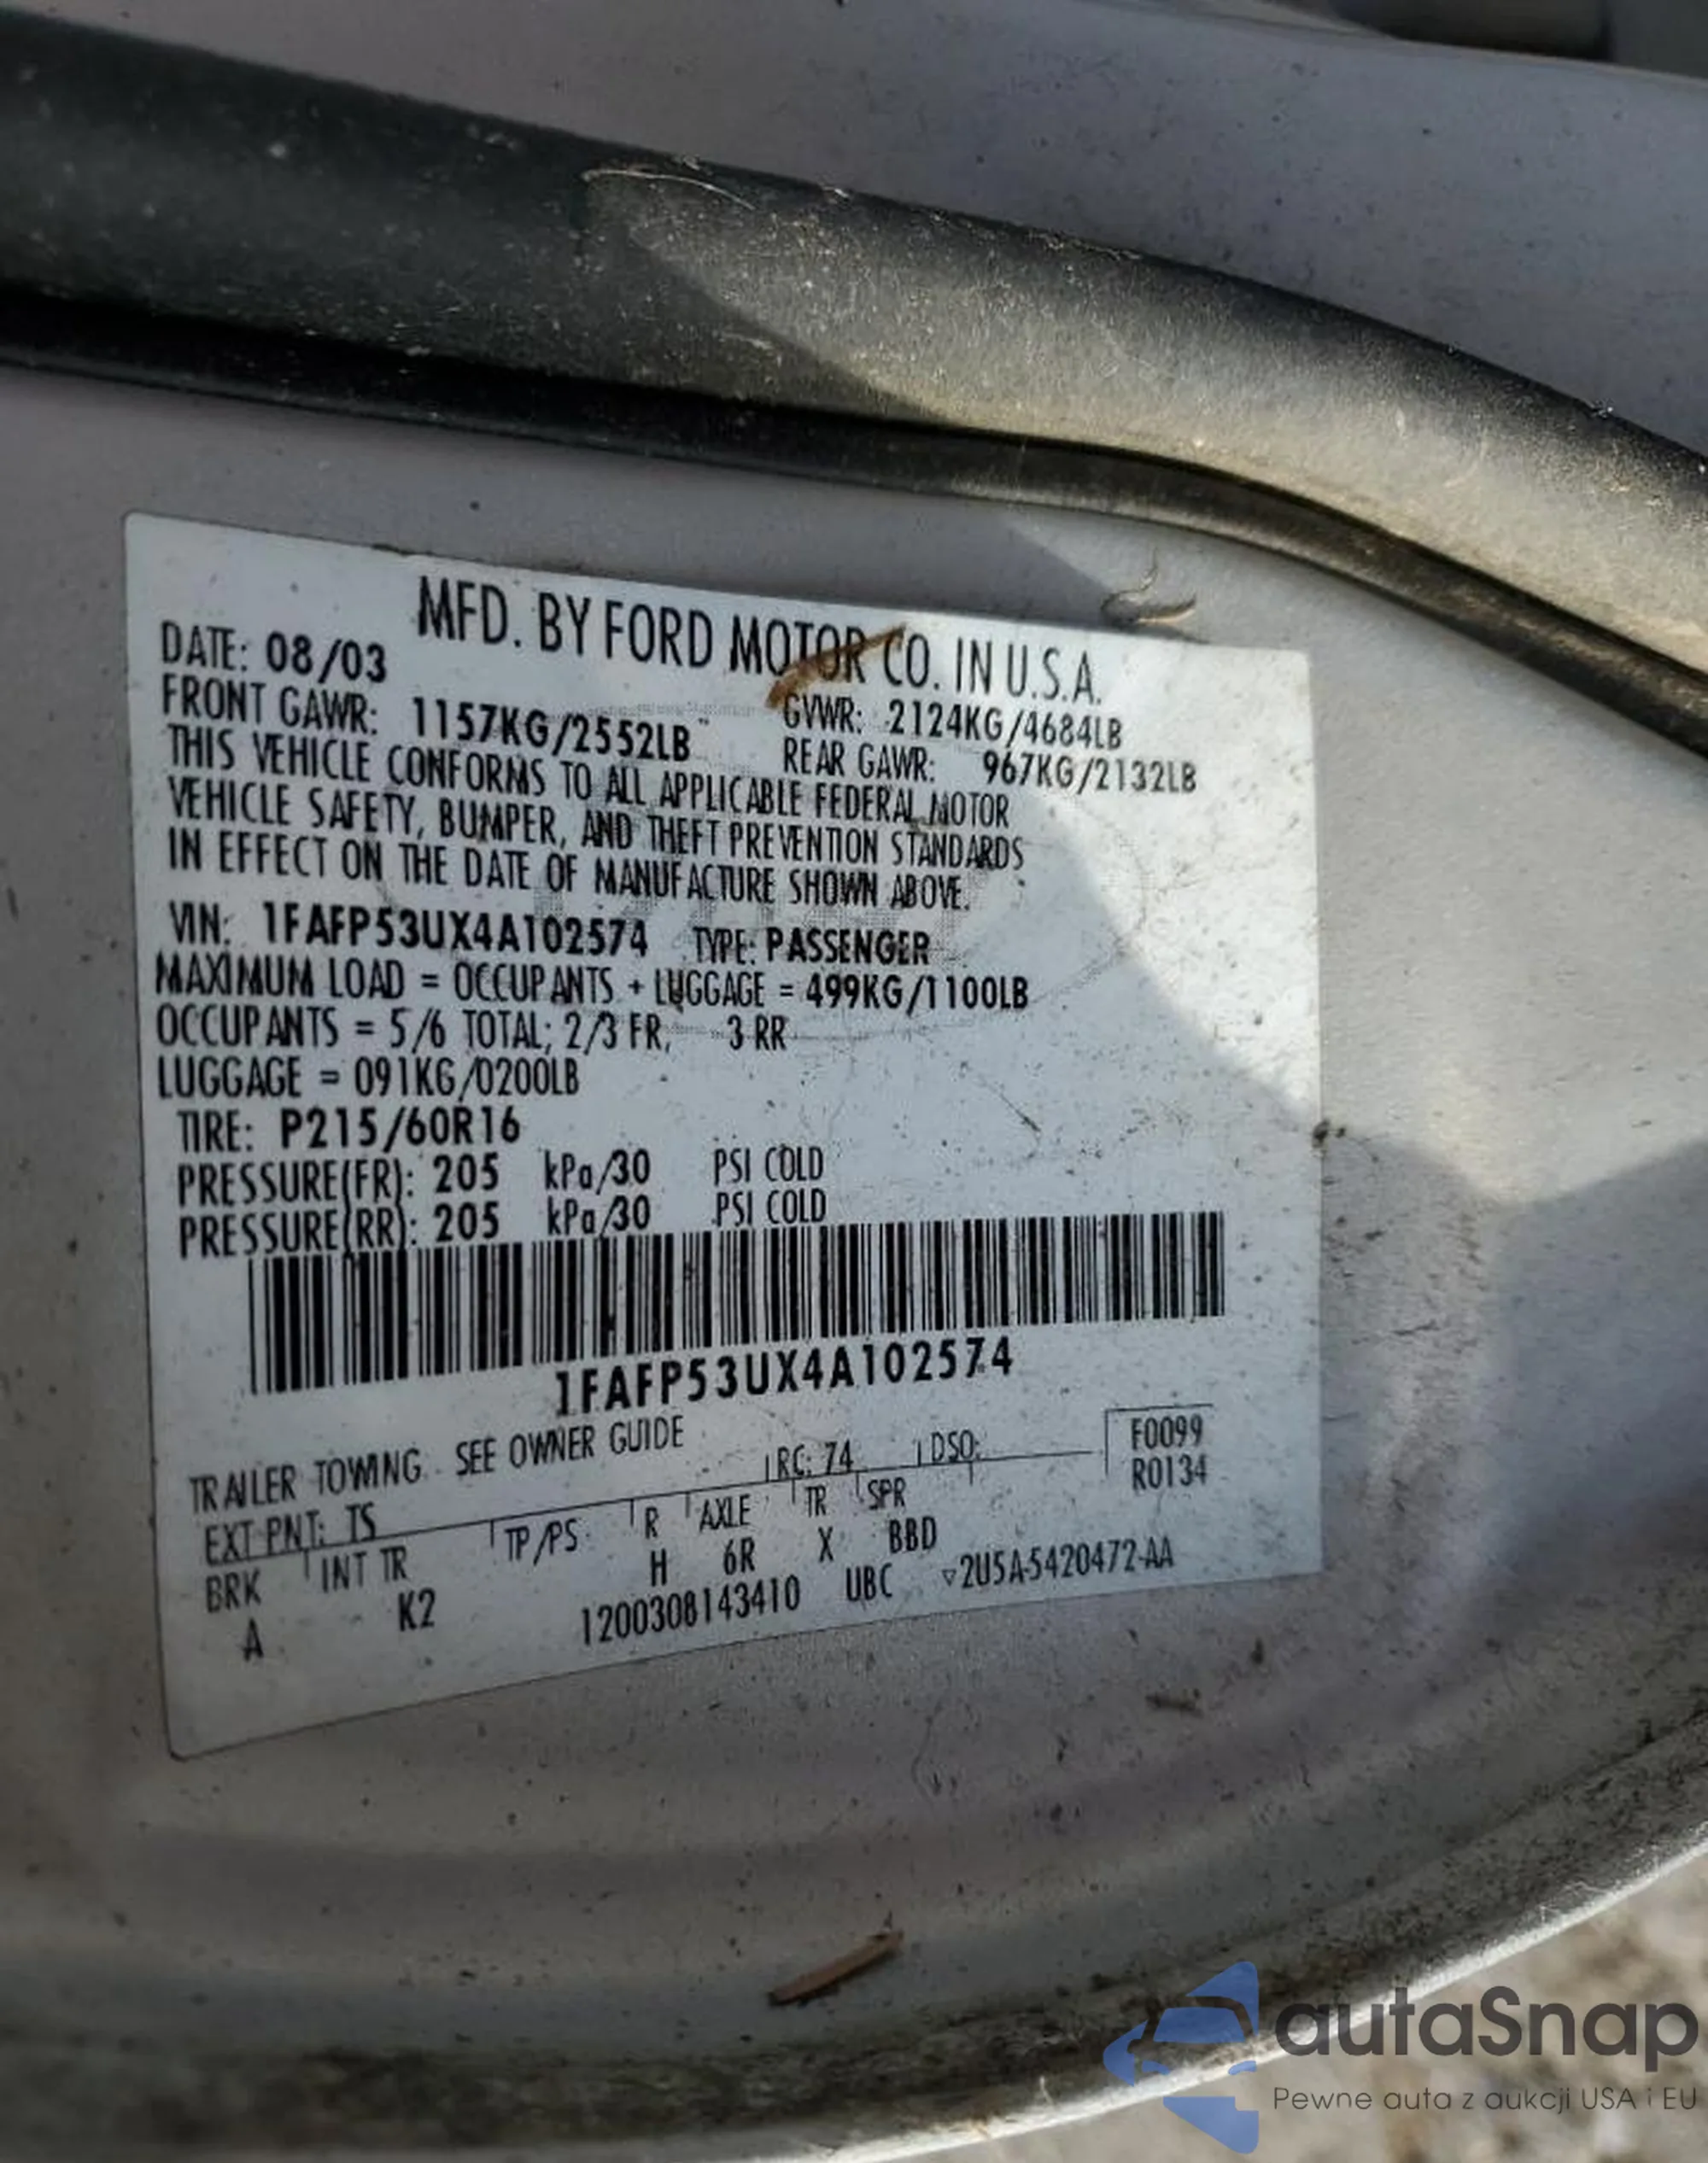 MFD. BY FORD MOTOR CO. IN U.S.A.
DATE: 08/03
GVWR: 2124KG/4684LB
FRONT GAWR: 1157KG/2552LB
REAR GAWR: 967KG/2132LB
THIS VEHICLE CONFORMS TO ALL APPLICABLE FEDERAL MOTOR
VEHICLE SAFETY, BUMPER, AND THEFT PREVENTION STANDARDS
IN EFFECT ON THE DATE OF MANUFACTURE SHOWN ABOVE.
VIN: 1FAFP53UX4A102574 TYPE: PASSENGER
MAXIMUM LOAD = OCCUPANTS + LUGGAGE = 499KG/1100LB
OCCUPANTS = 5/6 TOTAL; 2/3 FR, 3 RR
LUGGAGE = 091KG/0200LB
TIRE: P215/60R16
PRESSURE(FR): 205 kPa/30 PSI COLD
PRESSURE(RR): 205 kPa/30 PSI COLD
1FAFP53UX4A102574
TRAILER TOWING SEE OWNER GUIDE
F0099
R0134
EXT PNT: TS RC: 74 DSO:
BRK INT TR TP/PS R AXLE TR SPR
A K2 H 6R X BBD
1200308143410 UBC ▽2U5A-5420472-AA
autaSnap
Pewne auta z aukcji USA i EU